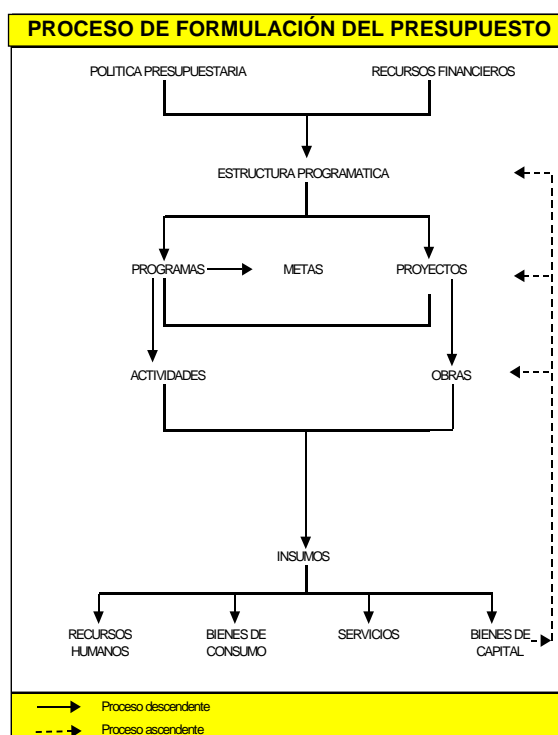 PROCESO DE FORMULACIÓN DEL PRESUPUESTO
POLITICA PRESUPUESTARIA
RECURSOS FINANCIEROS
ESTRUCTURA PROGRAMATICA
PROGRAMAS
METAS
PROYECTOS
ACTIVIDADES
OBRAS
INSUMOS
RECURSOS
HUMANOS
BIENES DE
CONSUMO
SERVICIOS
BIENES DE
CAPITAL
Proceso descendente
Proceso ascendente